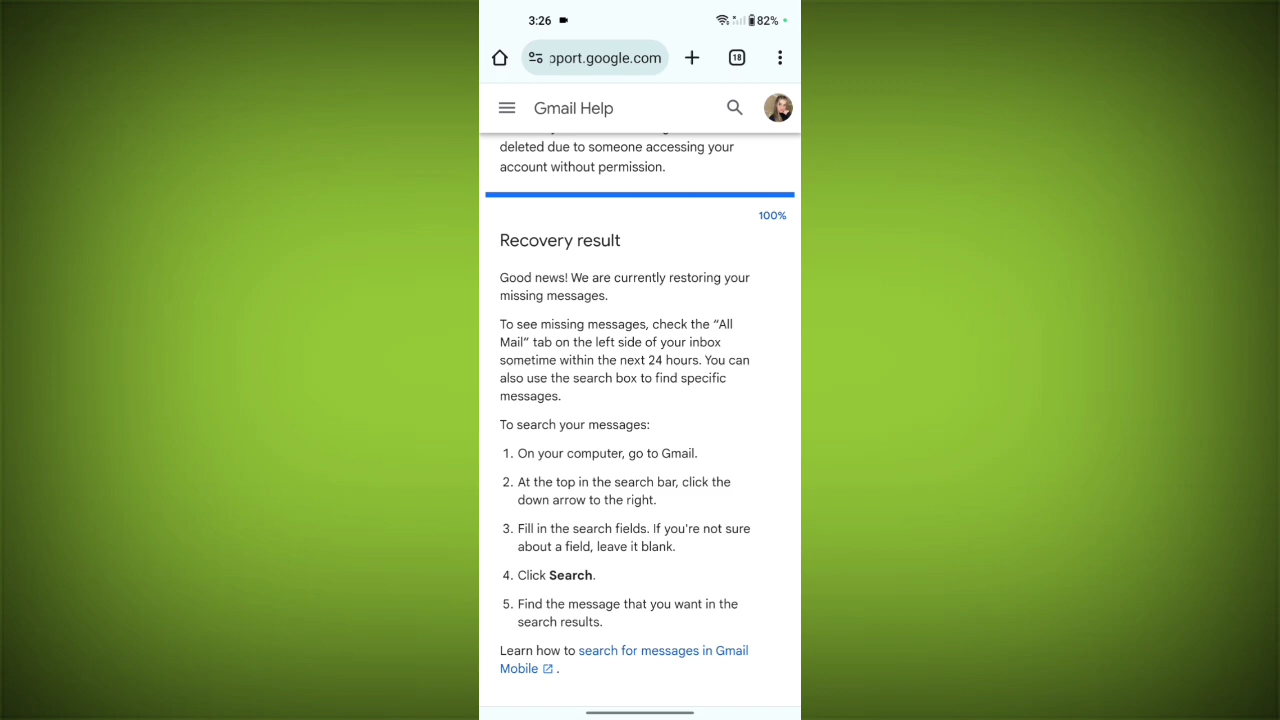 3:26
82%
pport.google.com
18
Gmail Help
deleted due to someone accessing your
account without permission.
100%
Recovery result
Good news! We are currently restoring your
missing messages.
To see missing messages, check the “All
Mail” tab on the left side of your inbox
sometime within the next 24 hours. You can
also use the search box to find specific
messages.
To search your messages:
1. On your computer, go to Gmail.
2. At the top in the search bar, click the
down arrow to the right.
3. Fill in the search fields. If you're not sure
about a field, leave it blank.
4. Click Search.
5. Find the message that you want in the
search results.
Learn how to search for messages in Gmail
Mobile .